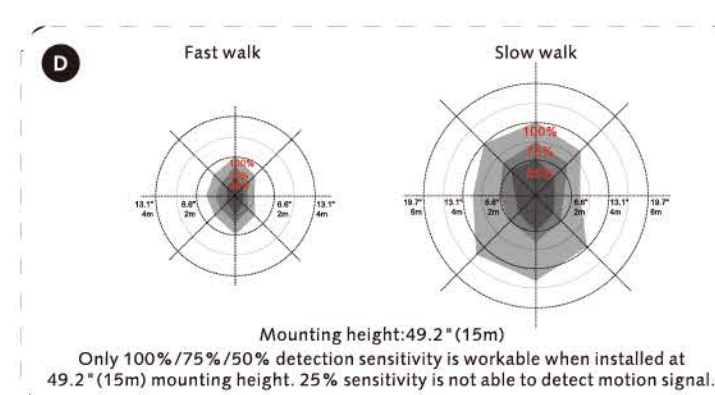 D
Fast walk
Slow walk
100%
75%
100%
75%
50%
13.1" 6.6" 6.6" 13.1"
4m 2m 2m 4m
19.7" 13.1" 6.6" 6.6" 13.1" 19.7"
6m 4m 2m 2m 4m 6m
Mounting height:49.2"(15m)
Only 100%/75%/50% detection sensitivity is workable when installed at
49.2"(15m) mounting height. 25% sensitivity is not able to detect motion signal.